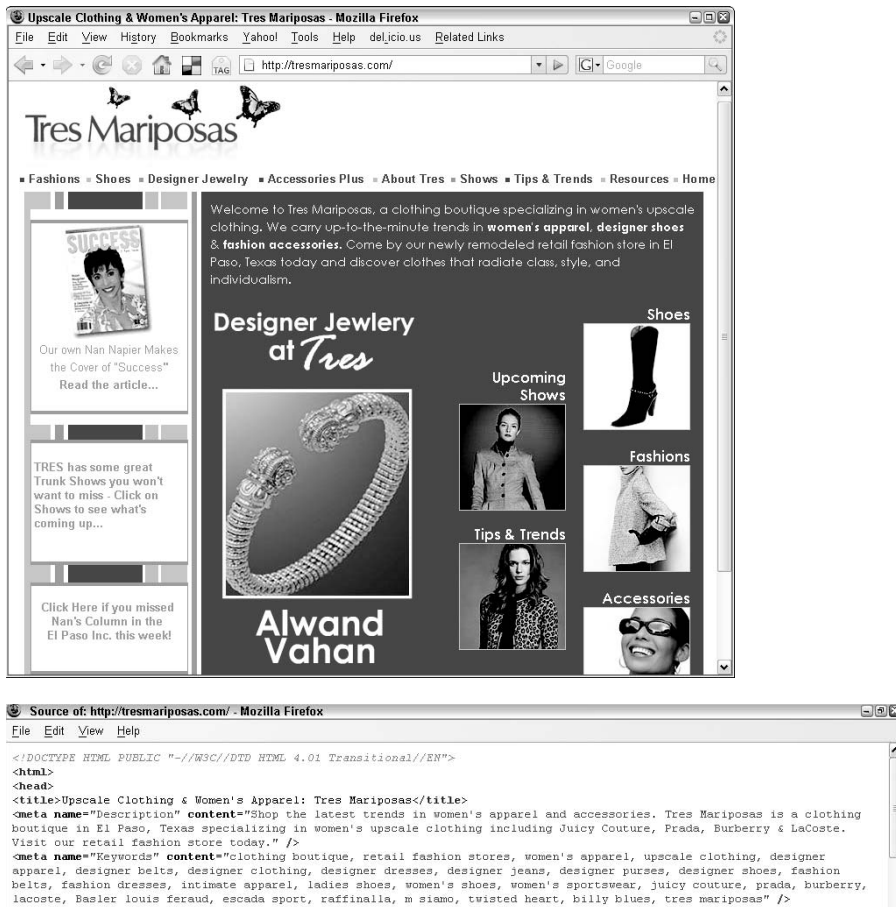 Upscale Clothing & Women's Apparel: Tres Mariposas - Mozilla Firefox
File Edit View History Bookmarks Yahoo! Tools Help del.icio.us Related Links
TAG http://tresmariposas.com/ G Google
Tres Mariposas
Fashions Shoes Designer Jewelry Accessories Plus About Tres Shows Tips & Trends Resources Home
Welcome to Tres Mariposas, a clothing boutique specializing in women's upscale
clothing. We carry up-to-the-minute trends in women's apparel, designer shoes
& fashion accessories. Come by our newly remodeled retail fashion store in El
Paso, Texas today and discover clothes that radiate class, style, and
individualism.
SUCCESS
Our own Nan Napier Makes
the Cover of "Success"
Read the article...
TRES has some great
Trunk Shows you won't
want to miss - Click on
Shows to see what's
coming up...
Click Here if you missed
Nan's Column in the
El Paso Inc. this week!
Designer Jewlery
at Tres
Alwand
Vahan
Upcoming
Shows
Tips & Trends
Shoes
Fashions
Accessories
Source of: http://tresmariposas.com/ - Mozilla Firefox
File Edit View Help
<!DOCTYPE HTML PUBLIC "-//W3C//DTD HTML 4.01 Transitional//EN">
<html>
<head>
<title>Upscale Clothing & Women's Apparel: Tres Mariposas</title>
<meta name="Description" content="Shop the latest trends in women's apparel and accessories. Tres Mariposas is a clothing
boutique in El Paso, Texas specializing in women's upscale clothing including Juicy Couture, Prada, Burberry & LaCoste.
Visit our retail fashion store today." />
<meta name="Keywords" content="clothing boutique, retail fashion stores, women's apparel, upscale clothing, designer
apparel, designer belts, designer clothing, designer dresses, designer jeans, designer purses, designer shoes, fashion
belts, fashion dresses, intimate apparel, ladies shoes, women's shoes, women's sportswear, juicy couture, prada, burberry,
lacoste, Basler louis feraud, escada sport, raffinalla, m siamo, twisted heart, billy blues, tres mariposas" />